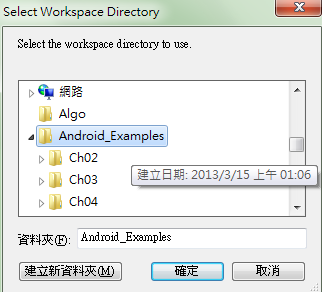 Select Workspace Directory
Select the workspace directory to use.
網路
Algo
Android_Examples
Ch02
Ch03
建立日期: 2013/3/15 上午 01:06
Ch04
資料夾(F): Android_Examples
建立新資料夾(M) 確定 取消